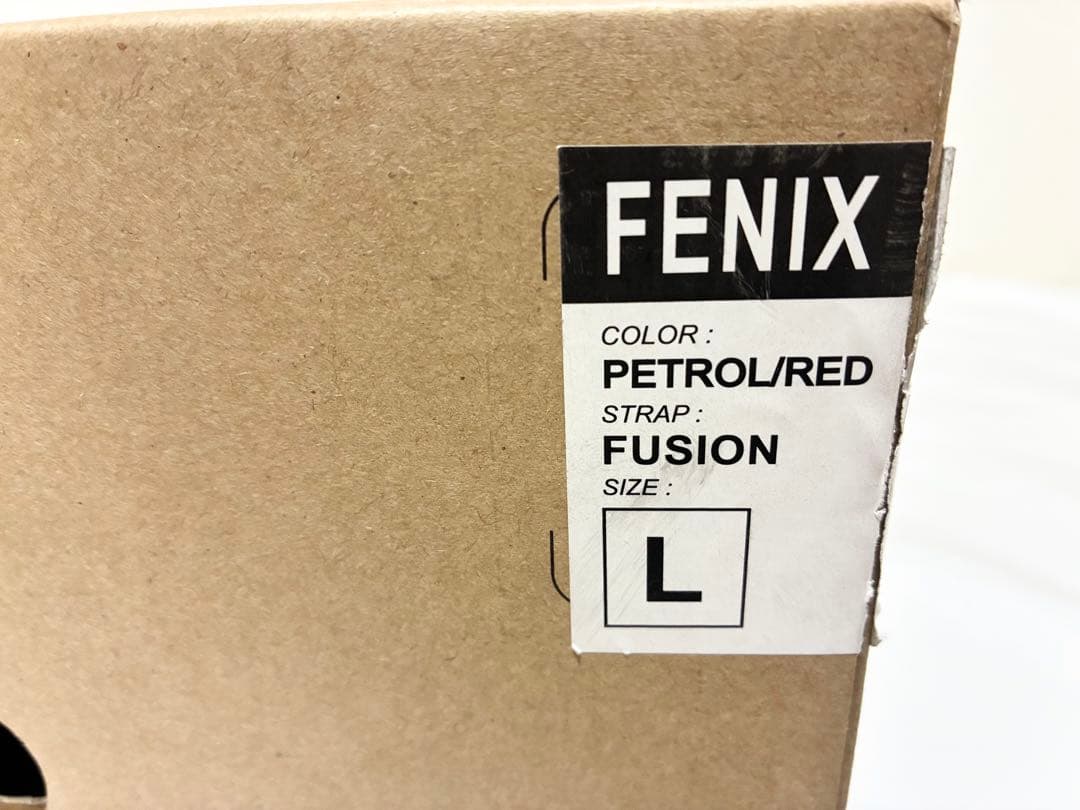 FENIX
COLOR :
PETROL/RED
STRAP :
FUSION
SIZE :
L